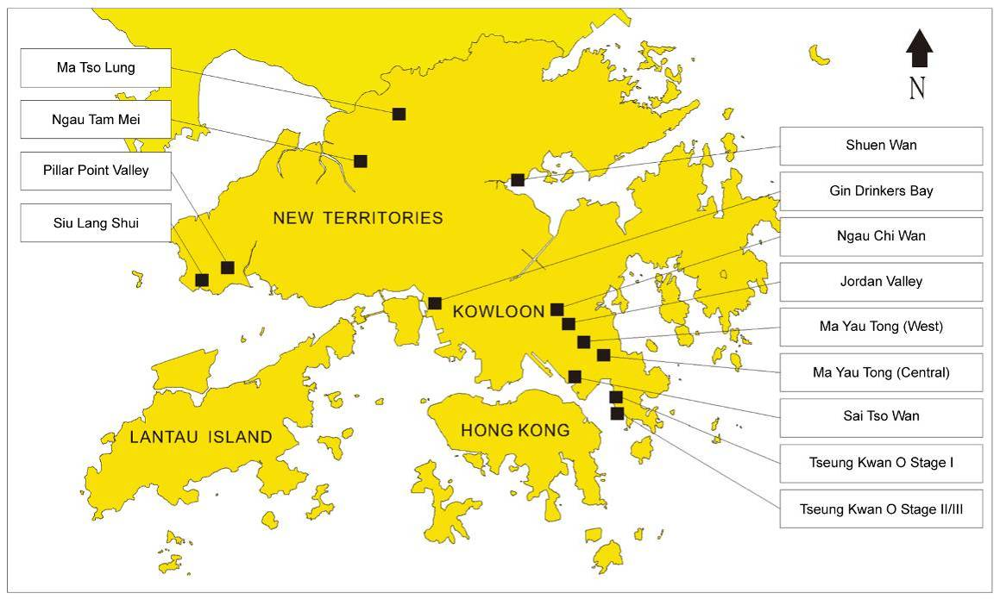 Ma Tso Lung
Ngau Tam Mei
Pillar Point Valley
Siu Lang Shui
N
Shuen Wan
Gin Drinkers Bay
Ngau Chi Wan
Jordan Valley
Ma Yau Tong (West)
Ma Yau Tong (Central)
Sai Tso Wan
Tseung Kwan O Stage I
Tseung Kwan O Stage II/III
NEW TERRITORIES
KOWLOON
LANTAU ISLAND
HONG KONG